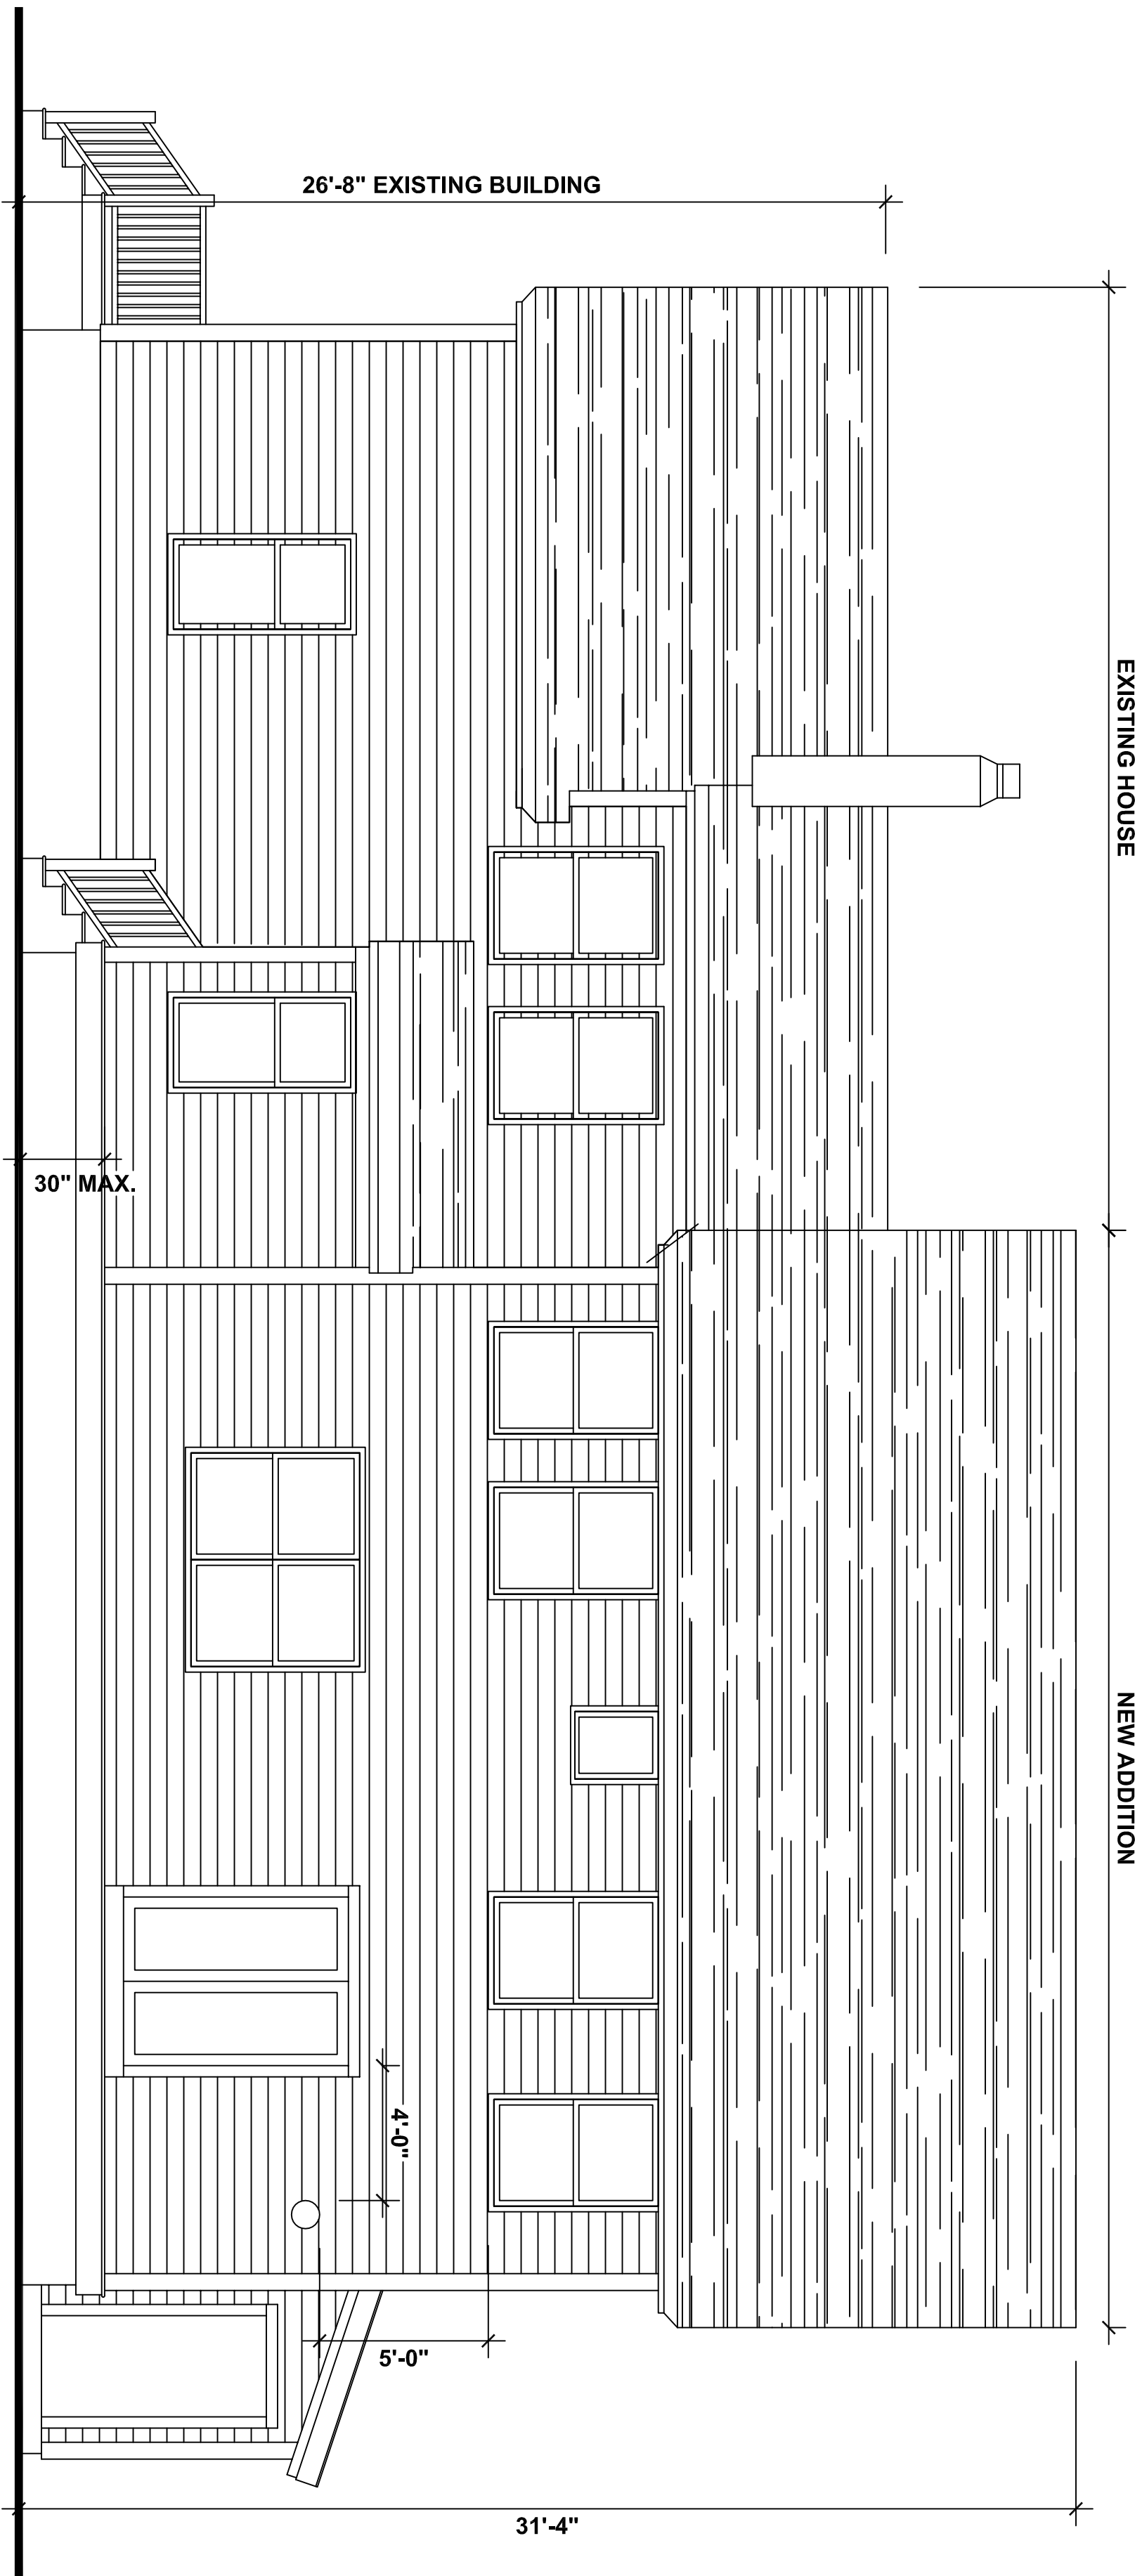 26'-8" EXISTING BUILDING
EXISTING HOUSE
30" MAX.
NEW ADDITION
4'-0"
5'-0"
31'-4"